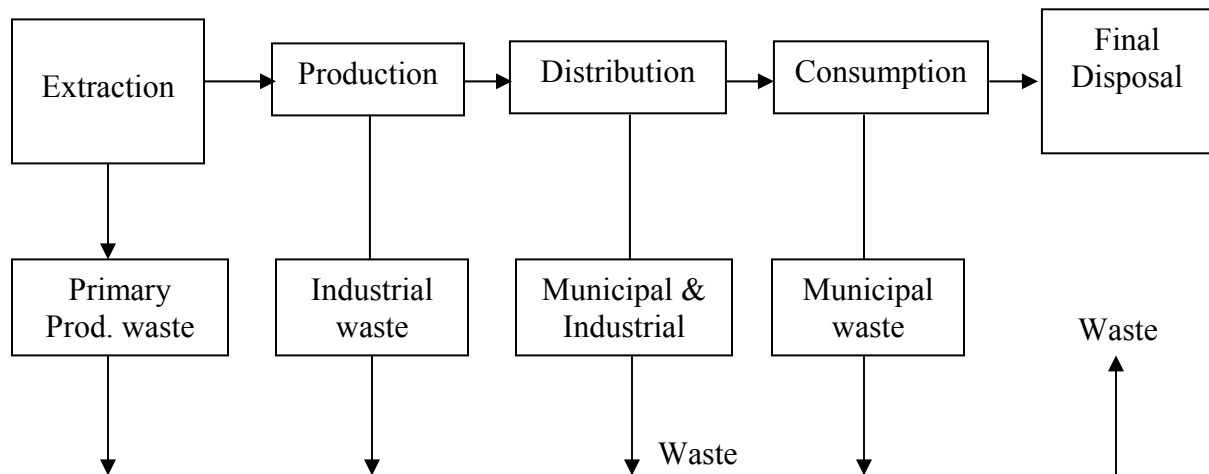 Extraction
Production
Distribution
Consumption
Final
Disposal
Primary
Prod. waste
Industrial
waste
Municipal &
Industrial
Municipal
waste
Waste
Waste